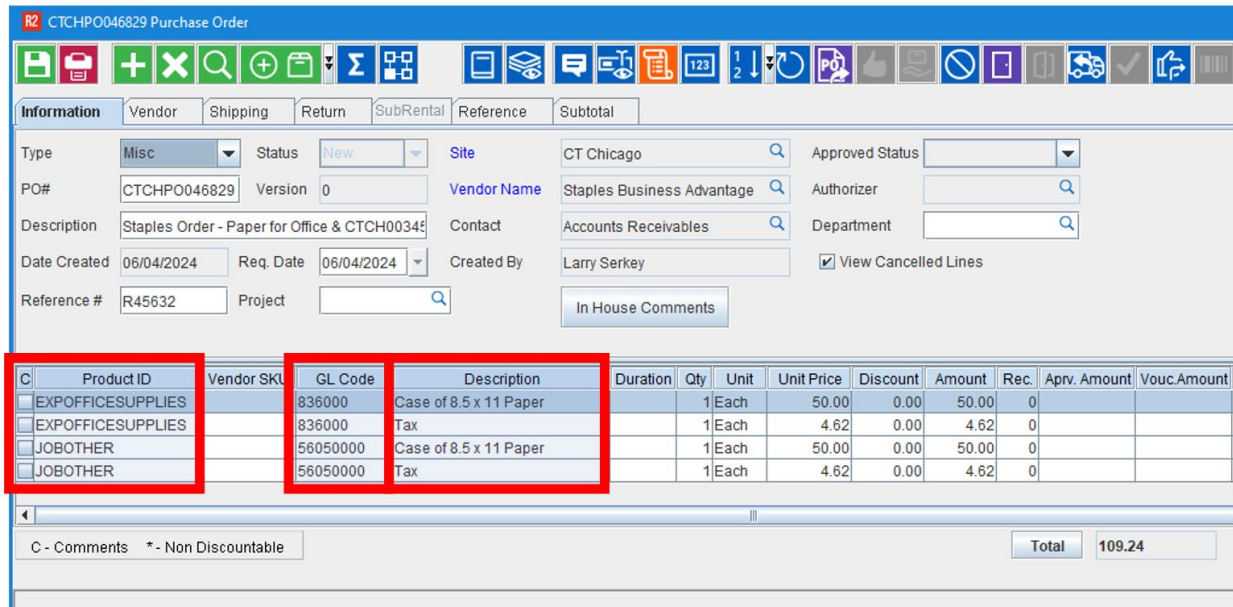 R2 CTCHPO046829 Purchase Order
Σ 123 1 2 PO
Information Vendor Shipping Return SubRental Reference Subtotal
Type Misc Status New Site CT Chicago Approved Status
PO# CTCHPO046829 Version 0 Vendor Name Staples Business Advantage Authorizer
Description Staples Order - Paper for Office & CTCH00345 Contact Accounts Receivables Department
Date Created 06/04/2024 Req. Date 06/04/2024 Created By Larry Serkey View Cancelled Lines
Reference # R45632 Project In House Comments
C Product ID Vendor SKU GL Code Description Duration Qty Unit Unit Price Discount Amount Rec. Aprv. Amount Vouc.Amount
EXPOFFICESUPPLIES 836000 Case of 8.5 x 11 Paper 1 Each 50.00 0.00 50.00 0
EXPOFFICESUPPLIES 836000 Tax 1 Each 4.62 0.00 4.62 0
JOBOTHER 56050000 Case of 8.5 x 11 Paper 1 Each 50.00 0.00 50.00 0
JOBOTHER 56050000 Tax 1 Each 4.62 0.00 4.62 0
C - Comments * - Non Discountable Total 109.24